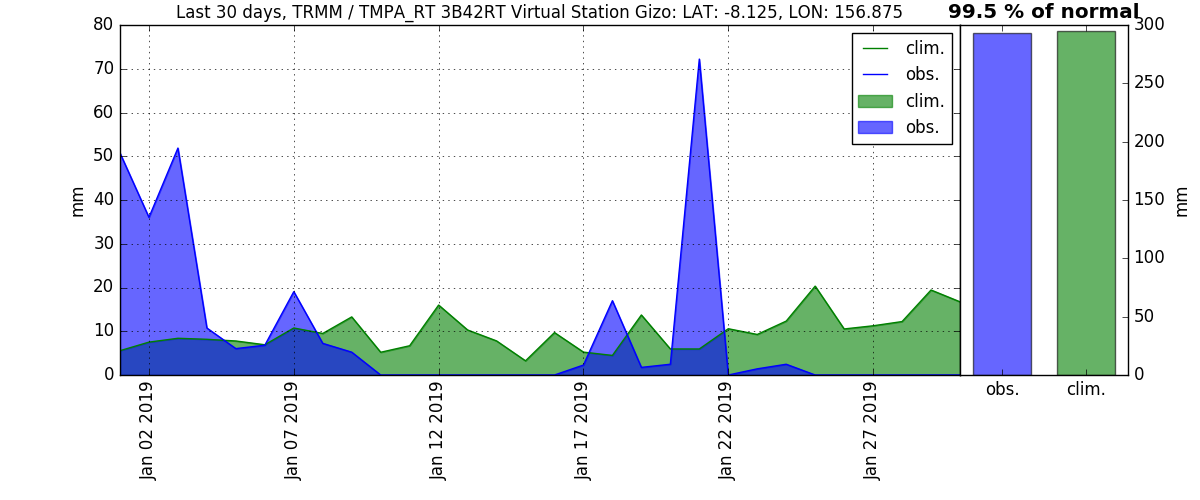 Last 30 days, TRMM / TMPA_RT 3B42RT Virtual Station Gizo: LAT: -8.125, LON: 156.875
99.5 % of normal
80
70
60
50
40
30
20
10
0
mm
clim.
obs.
clim.
obs.
Jan 02 2019
Jan 07 2019
Jan 12 2019
Jan 17 2019
Jan 22 2019
Jan 27 2019
300
250
200
150
100
50
0
mm
obs.
clim.